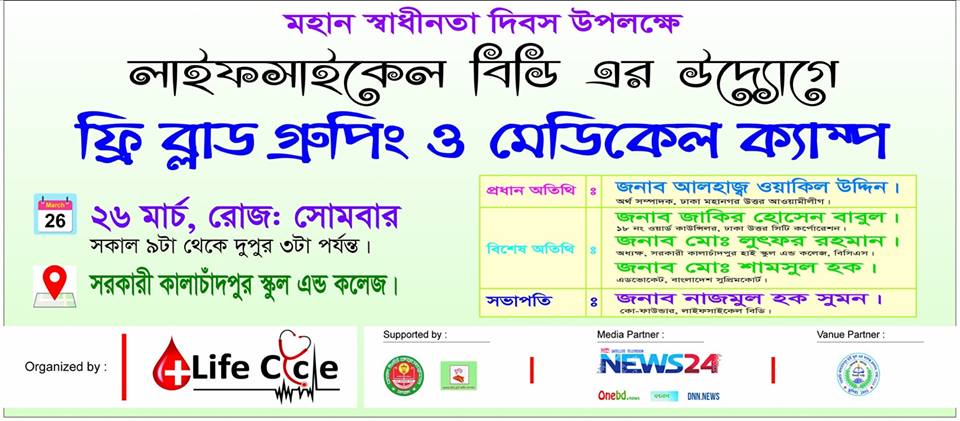 মহান স্বাধীনতা দিবস উপলক্ষে
লাইফসাইকেল বিডি এর উদ্যোগে
ফ্রি ব্লাড গ্রুপিং ও মেডিকেল ক্যাম্প
March
26
২৬ মার্চ, রোজ: সোমবার
সকাল ৯টা থেকে দুপুর ৩টা পর্যন্ত।
সরকারী কালাচাঁদপুর স্কুল এন্ড কলেজ।
প্রধান অতিথি : জনাব আলহাজ্ব ওয়াকিল উদ্দিন।
অর্থ সম্পাদক, ঢাকা মহানগর উত্তর আওয়ামীলীগ।
বিশেষ অতিথি : জনাব জাকির হোসেন বাবুল।
১৮ নং ওয়ার্ড কাউন্সিলর, ঢাকা উত্তর সিটি কর্পোরেশন।
জনাব মোঃ লুৎফর রহমান।
অধ্যক্ষ, সরকারী কালাচাঁদপুর হাই স্কুল এন্ড কলেজ, বিসিএস।
জনাব মোঃ শামসুল হক।
এডভোকেট, বাংলাদেশ সুপ্রিমকোর্ট।
সভাপতি : জনাব নাজমুল হক সুমন।
কো-ফাউন্ডার, লাইফসাইকেল বিডি।
Organized by :
Life Cycle
Supported by :
Media Partner :
SATELLITE TELEVISION
NEWS24
Onebd.news
DNN.NEWS
Vanue Partner :